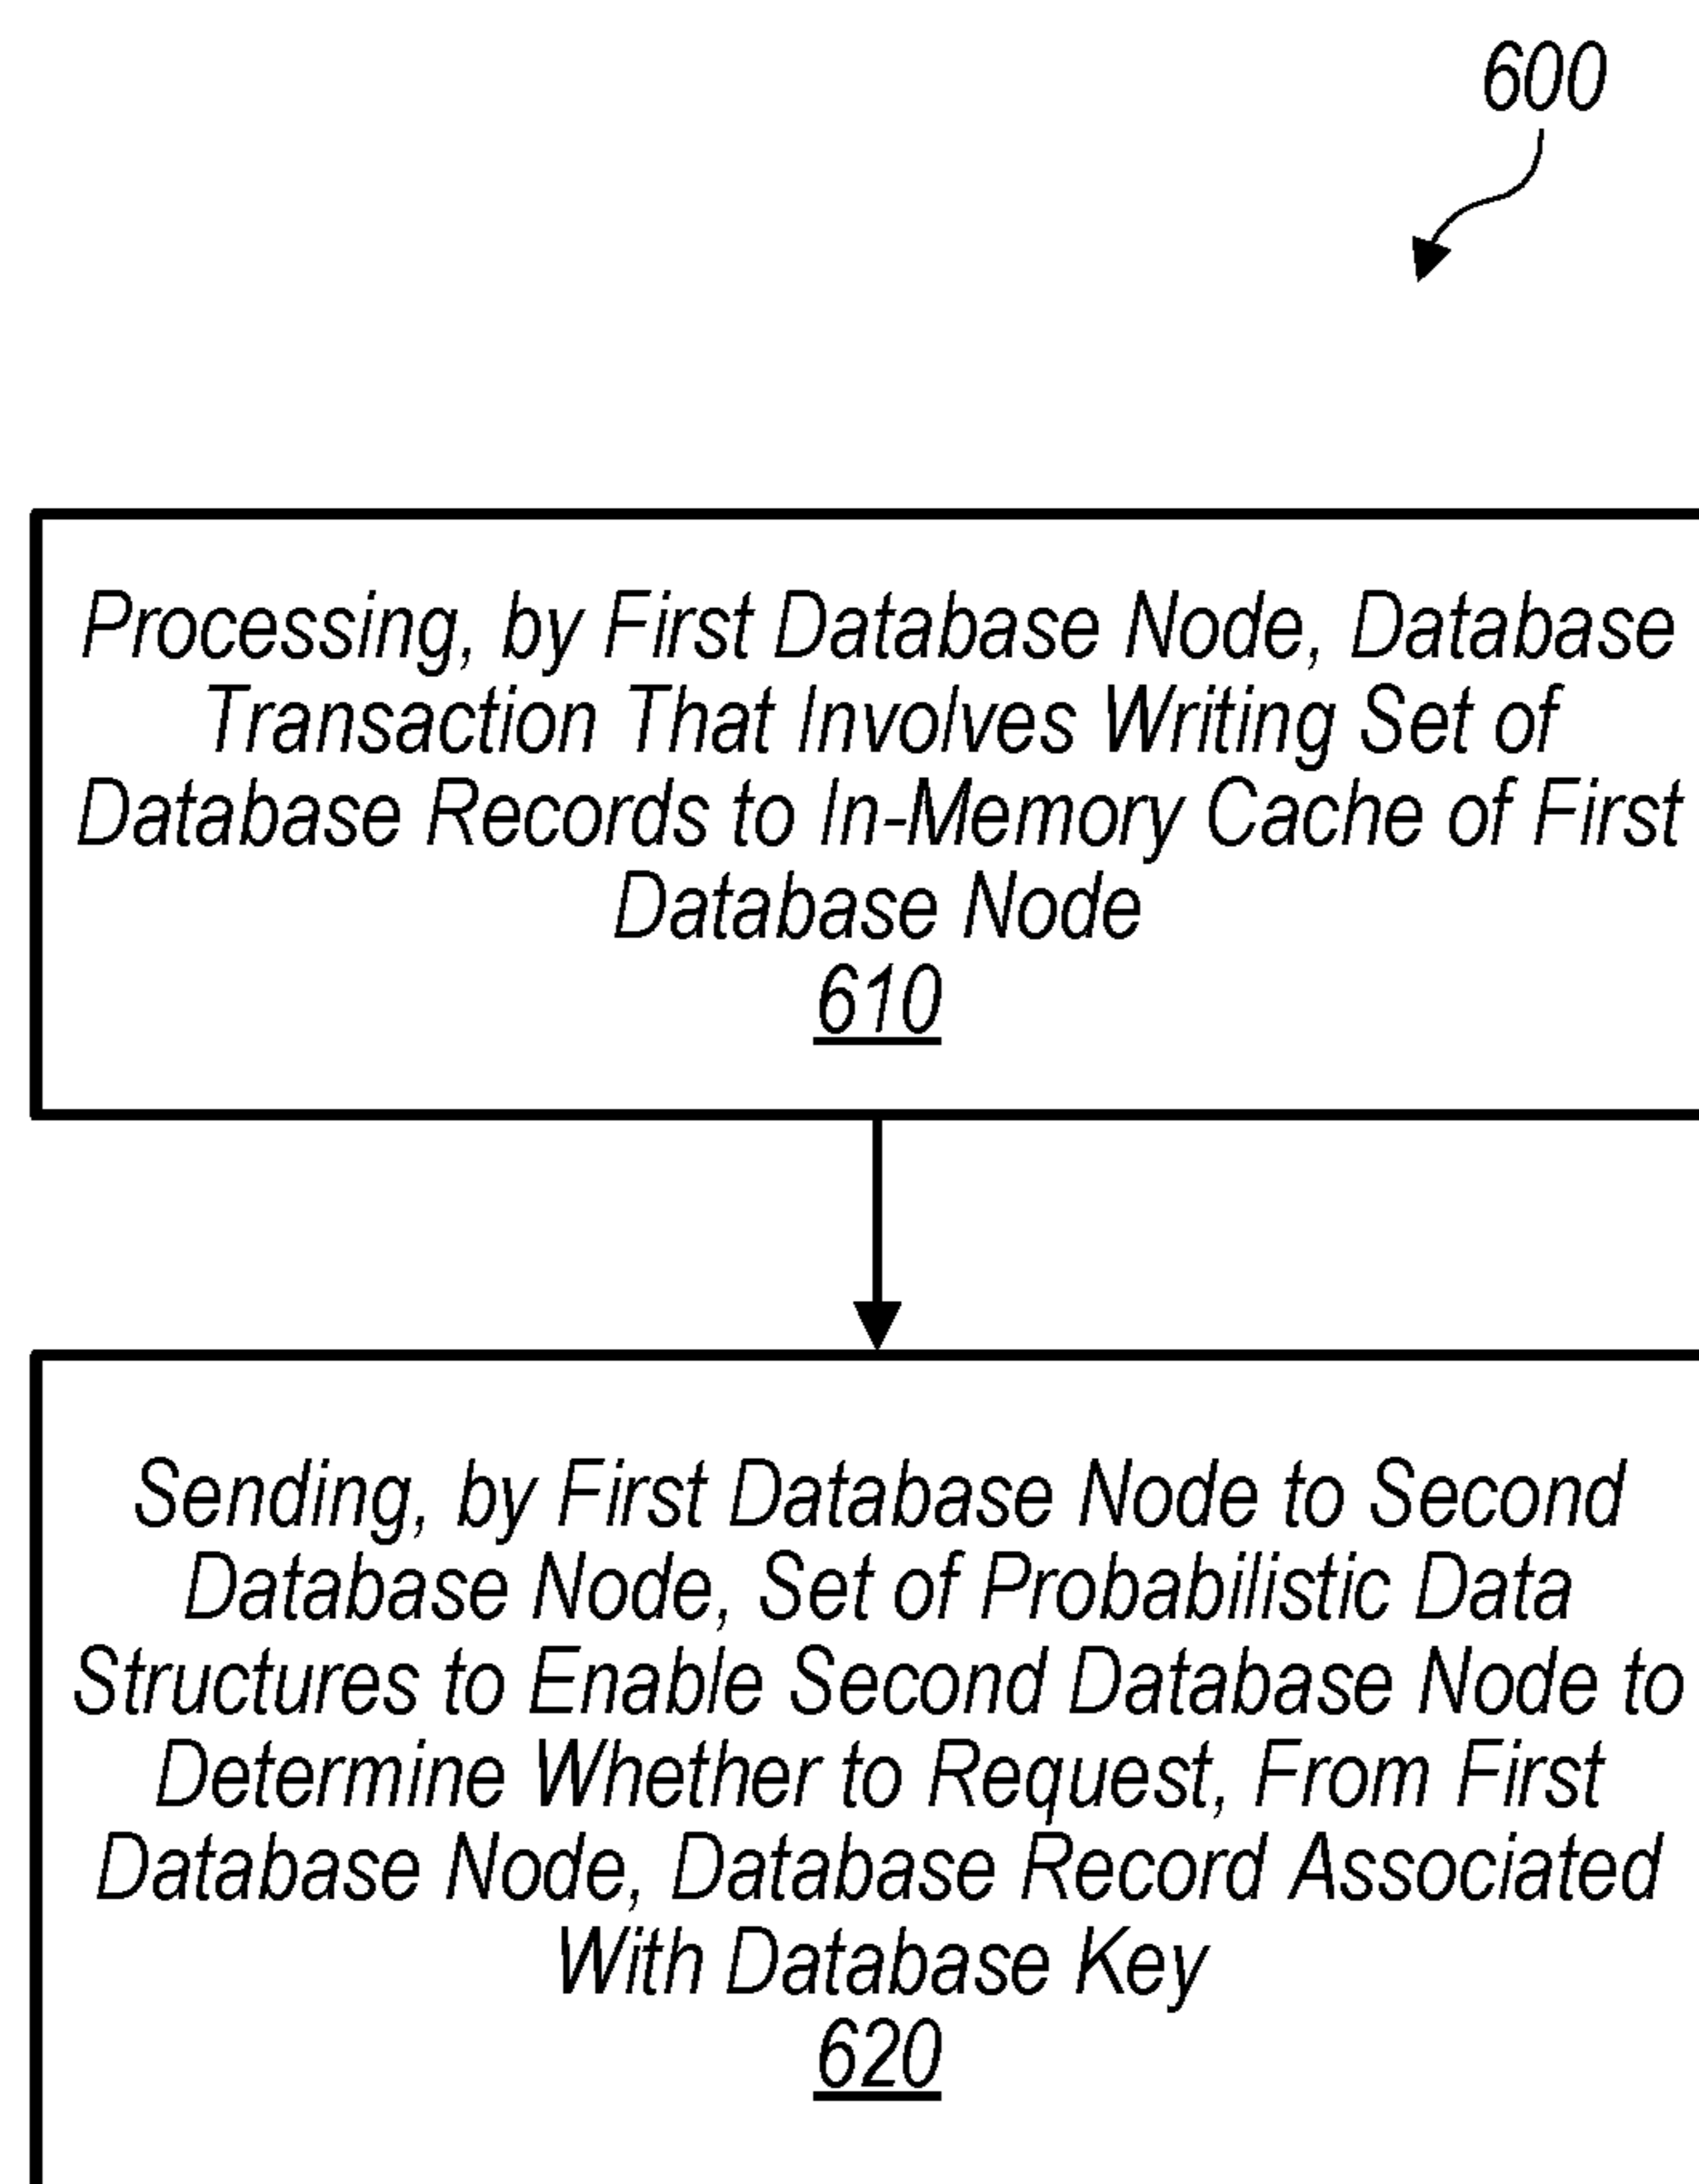 600
Processing, by First Database Node, Database
Transaction That Involves Writing Set of
Database Records to In-Memory Cache of First
Database Node
610
Sending, by First Database Node to Second
Database Node, Set of Probabilistic Data
Structures to Enable Second Database Node to
Determine Whether to Request, From First
Database Node, Database Record Associated
With Database Key
620